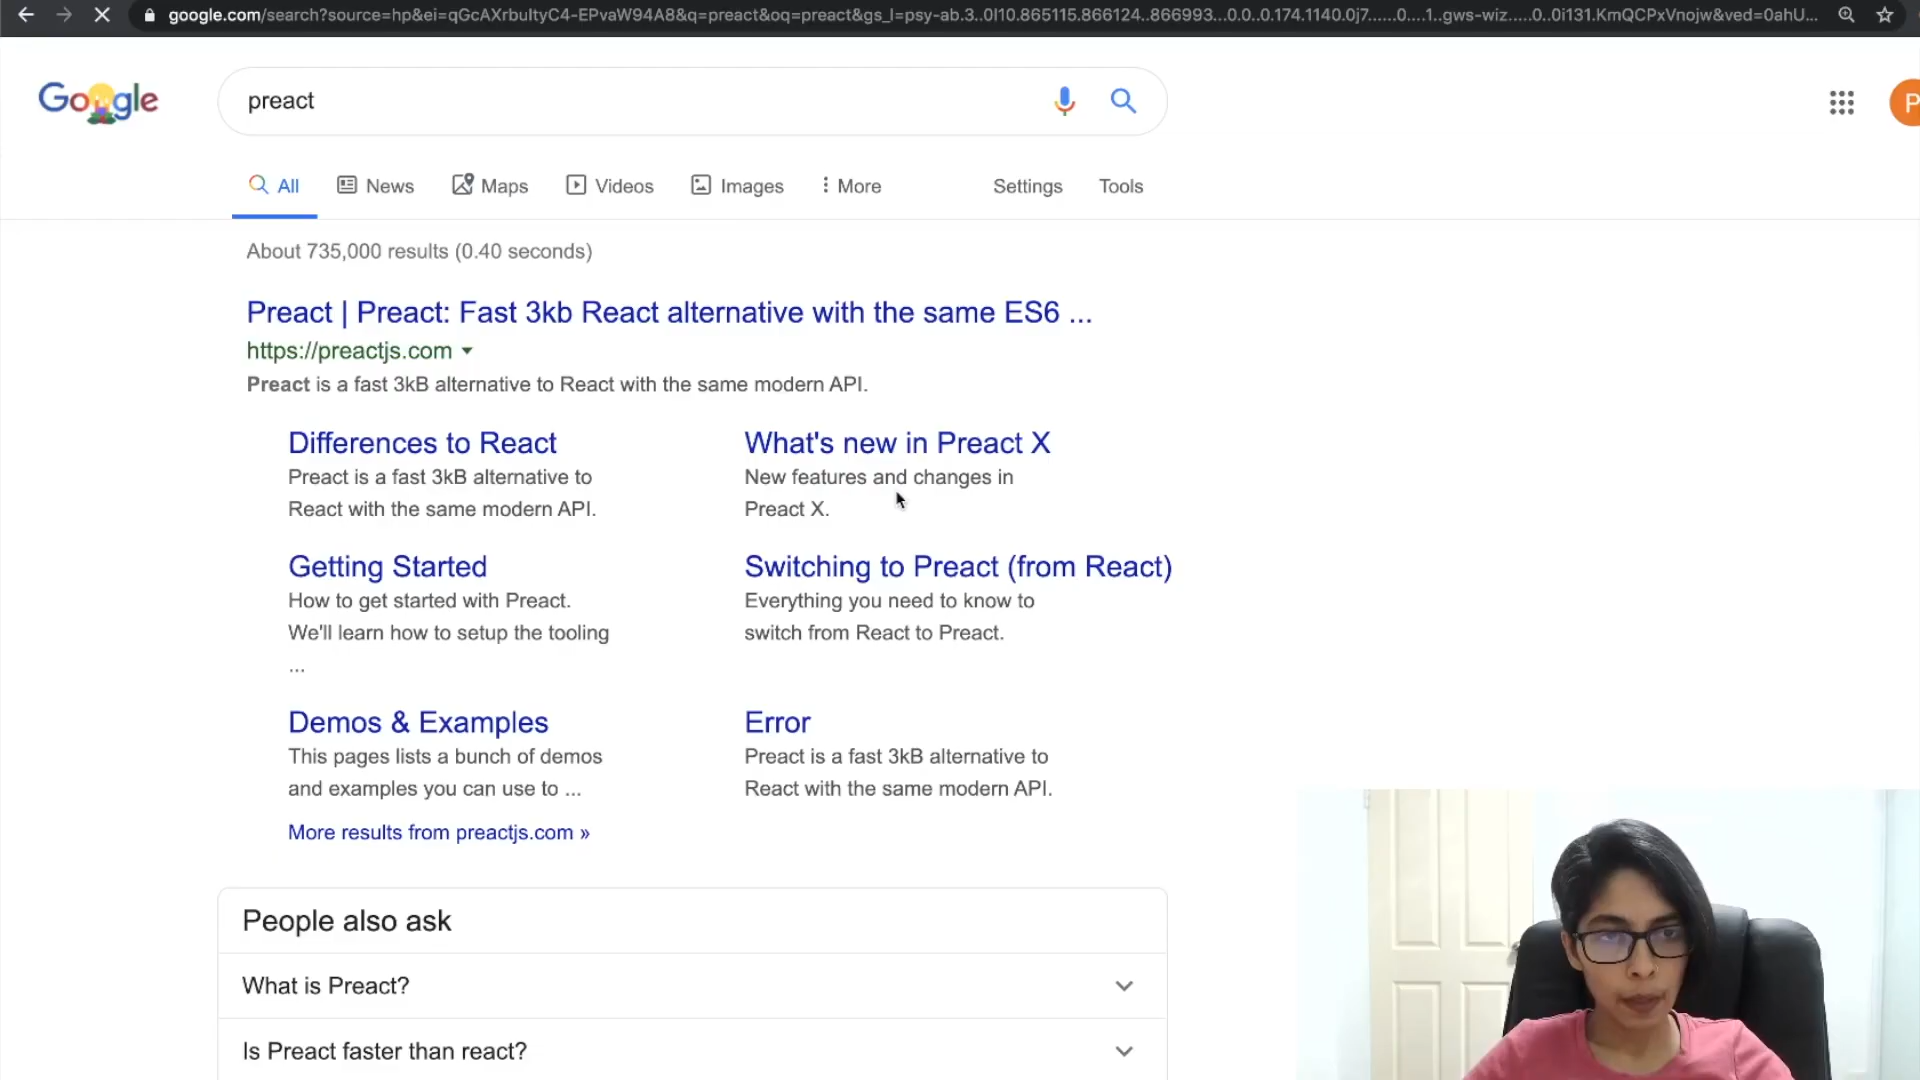 google.com/search?source=hp&ei=qGcAXrbuItyC4-EPvaW94A8&q=preact&oq=preact&gs_l=psy-ab.3..0l10.865115.866124..866993...0.0..0.174.1140.0j7......0....1..gws-wiz.....0..0i131.KmQCPxVnojw&ved=0ahU...
Google
preact
P
All
News
Maps
Videos
Images
More
Settings
Tools
About 735,000 results (0.40 seconds)
Preact | Preact: Fast 3kb React alternative with the same ES6 ...
https://preactjs.com
Preact is a fast 3kB alternative to React with the same modern API.
Differences to React
Preact is a fast 3kB alternative to
React with the same modern API.
What's new in Preact X
New features and changes in
Preact X.
Getting Started
How to get started with Preact.
We'll learn how to setup the tooling
...
Switching to Preact (from React)
Everything you need to know to
switch from React to Preact.
Demos & Examples
This pages lists a bunch of demos
and examples you can use to ...
Error
Preact is a fast 3kB alternative to
React with the same modern API.
More results from preactjs.com »
People also ask
What is Preact?
Is Preact faster than react?